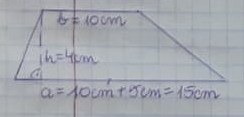 b = 10cm
h = 4cm
a = 10cm + 5cm = 15cm